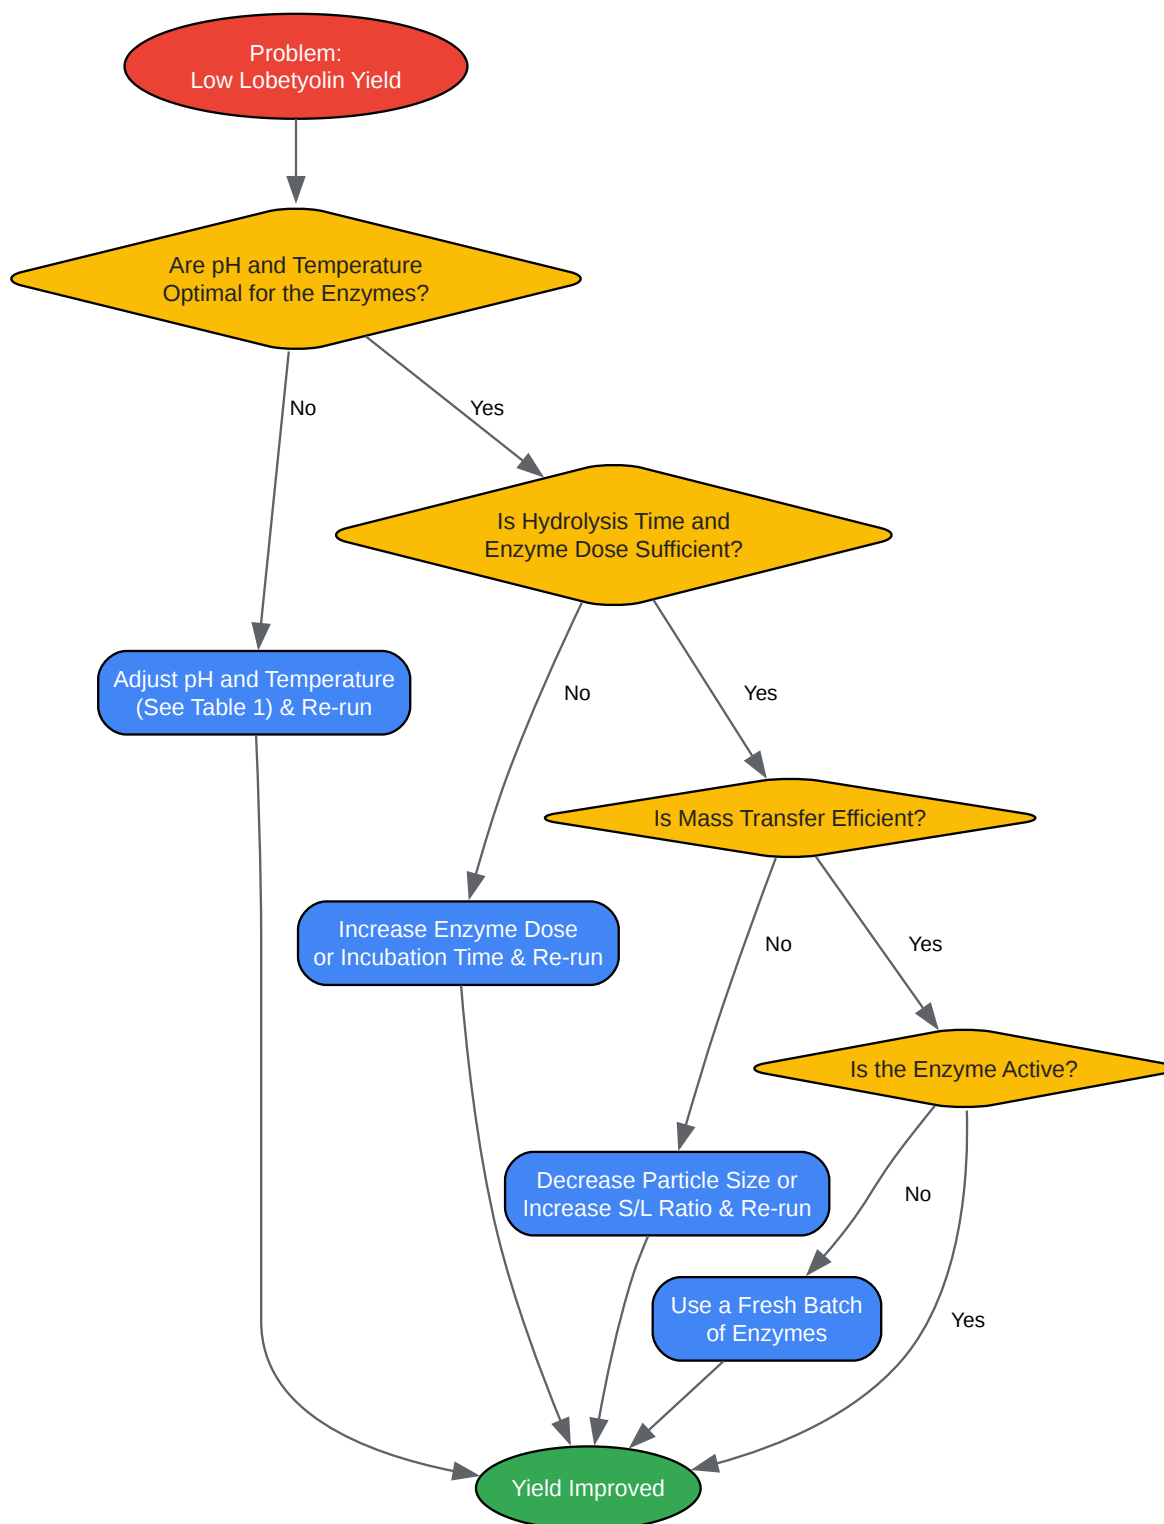 Problem:
Low Lobetyolin Yield
Are pH and Temperature
Optimal for the Enzymes?
No
Yes
Is Hydrolysis Time and
Enzyme Dose Sufficient?
Adjust pH and Temperature
(See Table 1) & Re-run
No
Yes
Is Mass Transfer Efficient?
Increase Enzyme Dose
or Incubation Time & Re-run
No
Yes
Is the Enzyme Active?
Decrease Particle Size or
Increase S/L Ratio & Re-run
No
Use a Fresh Batch
of Enzymes
Yes
Yield Improved